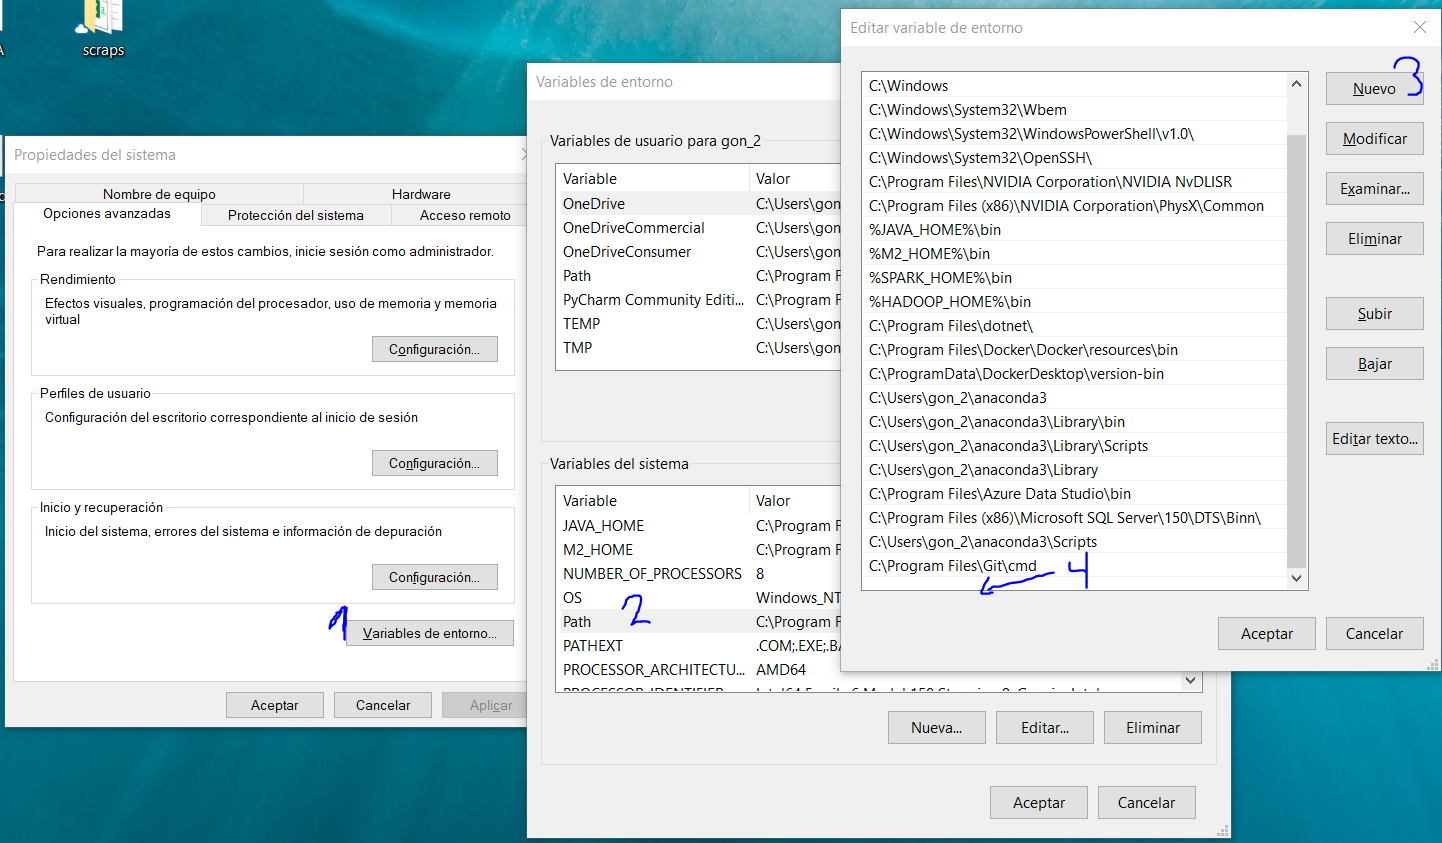 scraps
Propiedades del sistema
Nombre de equipo
Hardware
Opciones avanzadas
Protección del sistema
Acceso remoto
Para realizar la mayoría de estos cambios, inicie sesión como administrador.
Rendimiento
Efectos visuales, programación del procesador, uso de memoria y memoria
virtual
Configuración...
Perfiles de usuario
Configuración del escritorio correspondiente al inicio de sesión
Configuración...
Inicio y recuperación
Inicio del sistema, errores del sistema e información de depuración
Configuración...
1
Variables de entorno...
Aceptar
Cancelar
Aplicar
Variables de entorno
Variables de usuario para gon_2
Variable Valor
OneDrive C:\Users\gon_
OneDriveCommercial C:\Users\gon_
OneDriveConsumer C:\Users\gon_
Path C:\Program F
PyCharm Community Editi... C:\Program F
TEMP C:\Users\gon_
TMP C:\Users\gon_
Variables del sistema
Variable Valor
JAVA_HOME C:\Program F
M2_HOME C:\Program F
NUMBER_OF_PROCESSORS 8
OS Windows_NT
2
Path C:\Program F
PATHEXT .COM;.EXE;.BA
PROCESSOR_ARCHITECTU... AMD64
Nueva...
Editar...
Eliminar
Aceptar
Cancelar
Editar variable de entorno
C:\Windows
C:\Windows\System32\Wbem
C:\Windows\System32\WindowsPowerShell\v1.0\
C:\Windows\System32\OpenSSH\
C:\Program Files\NVIDIA Corporation\NVIDIA NvDLISR
C:\Program Files (x86)\NVIDIA Corporation\PhysX\Common
%JAVA_HOME%\bin
%M2_HOME%\bin
%SPARK_HOME%\bin
%HADOOP_HOME%\bin
C:\Program Files\dotnet\
C:\Program Files\Docker\Docker\resources\bin
C:\ProgramData\DockerDesktop\version-bin
C:\Users\gon_2\anaconda3
C:\Users\gon_2\anaconda3\Library\bin
C:\Users\gon_2\anaconda3\Library\Scripts
C:\Users\gon_2\anaconda3\Library
C:\Program Files\Azure Data Studio\bin
C:\Program Files (x86)\Microsoft SQL Server\150\DTS\Binn\
C:\Users\gon_2\anaconda3\Scripts
C:\Program Files\Git\cmd
4
3
Nuevo
Modificar
Examinar...
Eliminar
Subir
Bajar
Editar texto...
Aceptar
Cancelar